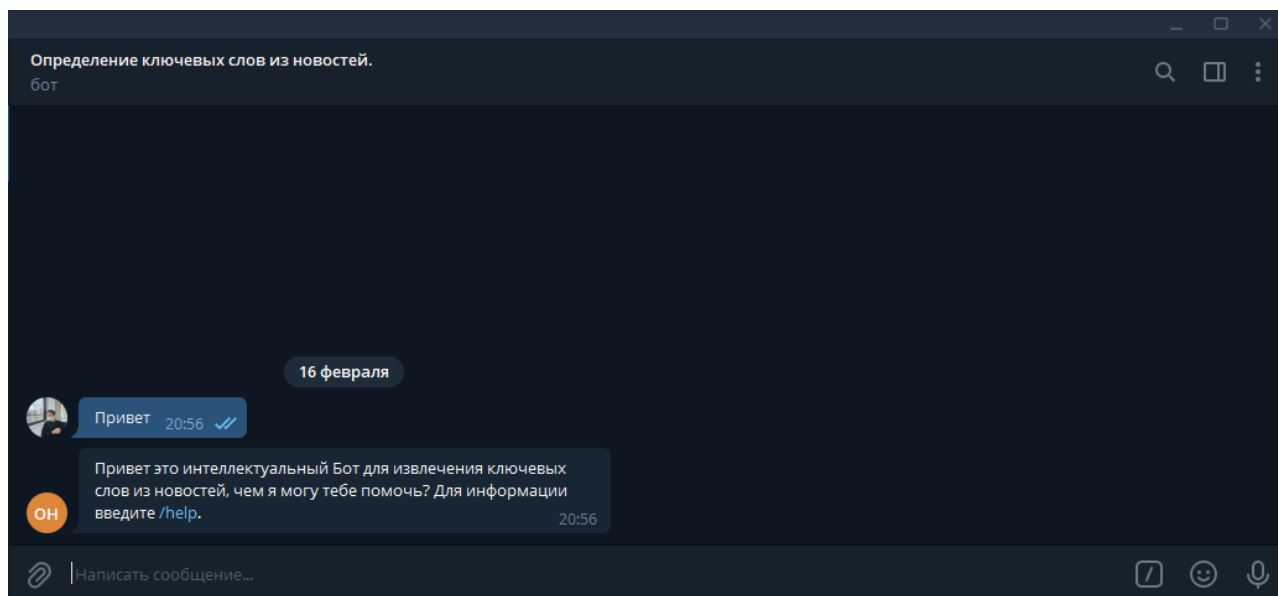 Определение ключевых слов из новостей.
бот
16 февраля
Привет 20:56
Привет это интеллектуальный Бот для извлечения ключевых
слов из новостей, чем я могу тебе помочь? Для информации
введите /help.
20:56
ОН
Написать сообщение...